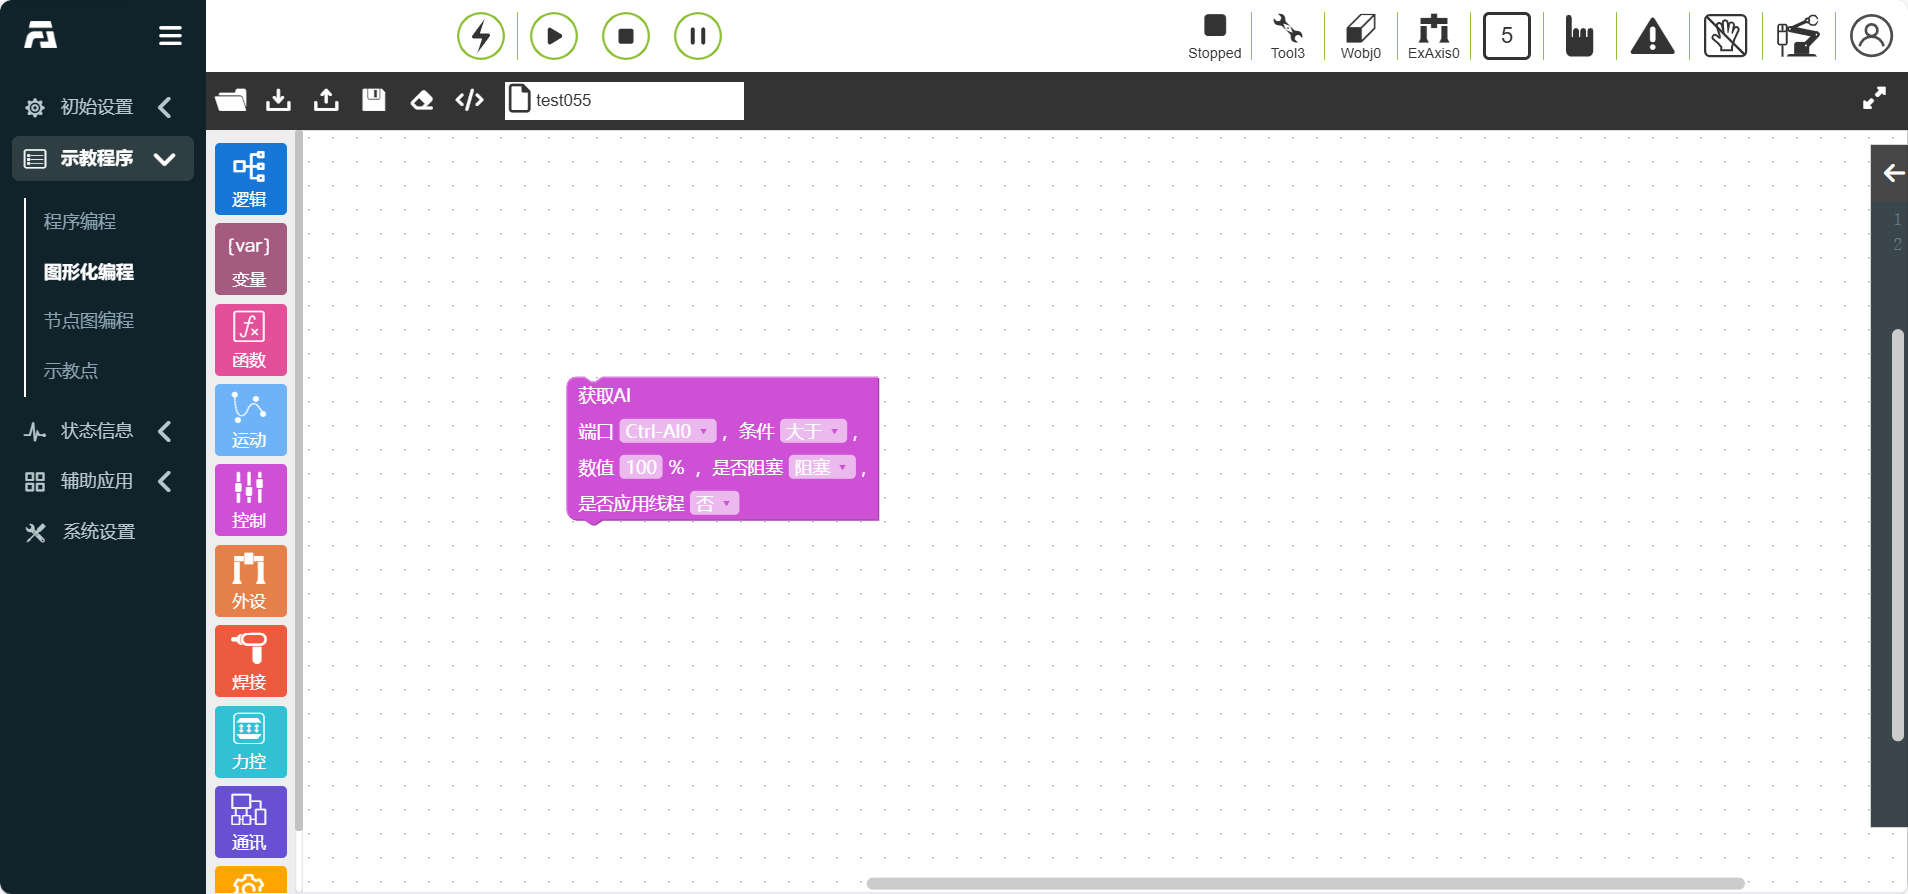 Stopped
Tool3
Wobj0
ExAxis0
5
test055
初始设置
示教程序
程序编程
图形化编程
节点图编程
示教点
状态信息
辅助应用
系统设置
逻辑
[var]
变量
fx
函数
运动
控制
外设
焊接
力控
通讯
获取AI
端口 Ctrl-AI0 ， 条件 大于 ，
数值 100 % ， 是否阻塞 阻塞 ，
是否应用线程 否
1
2